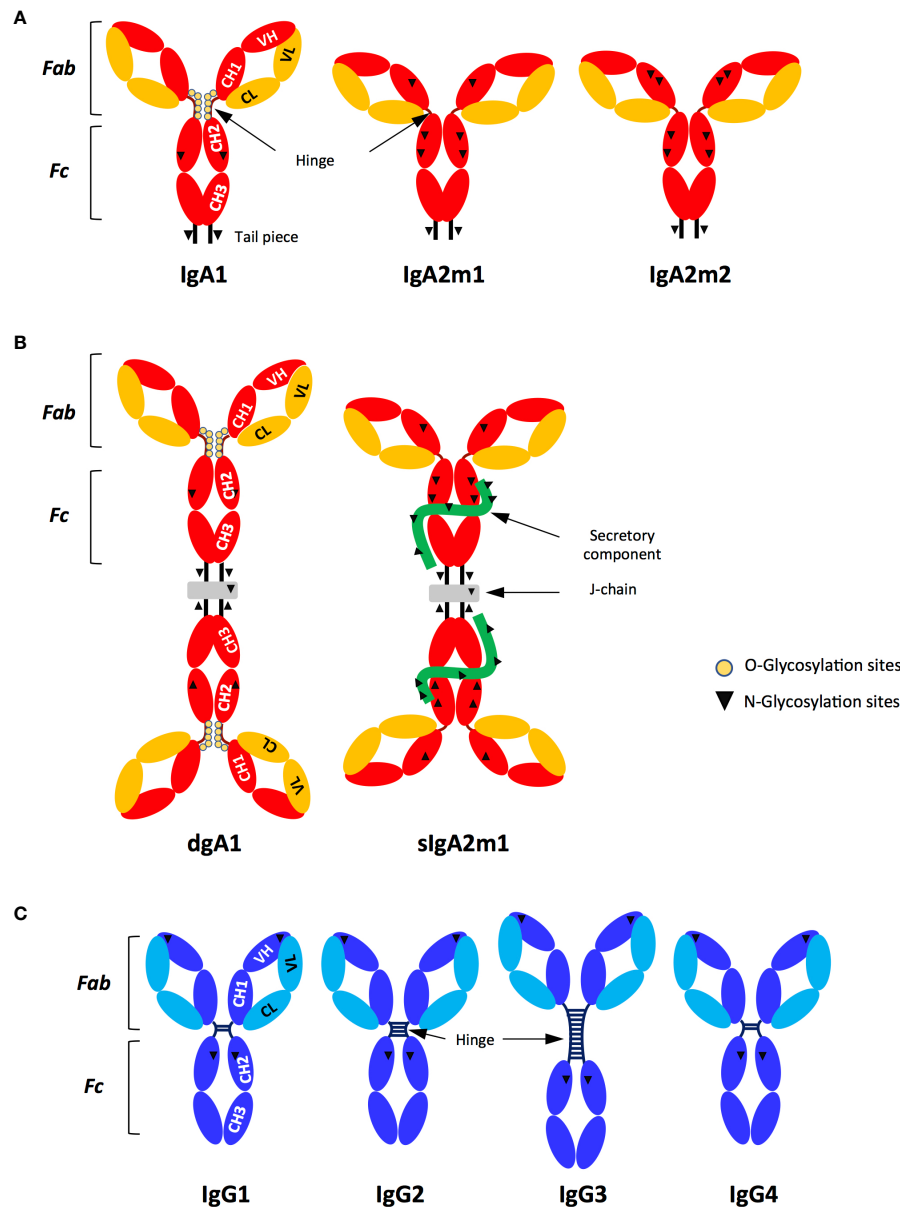 A
Fab
Fc
VH
VL
CH1
CL
CH2
CH3
Hinge
Tail piece
IgA1
IgA2m1
IgA2m2
B
Fab
Fc
VH
VL
CH1
CL
CH2
CH3
Secretory
component
J-chain
CH3
CH2
CL
CH1
VL
O-Glycosylation sites
N-Glycosylation sites
dgA1
sIgA2m1
C
Fab
Fc
VH
VL
CH1
CL
Hinge
CH2
CH3
IgG1
IgG2
IgG3
IgG4